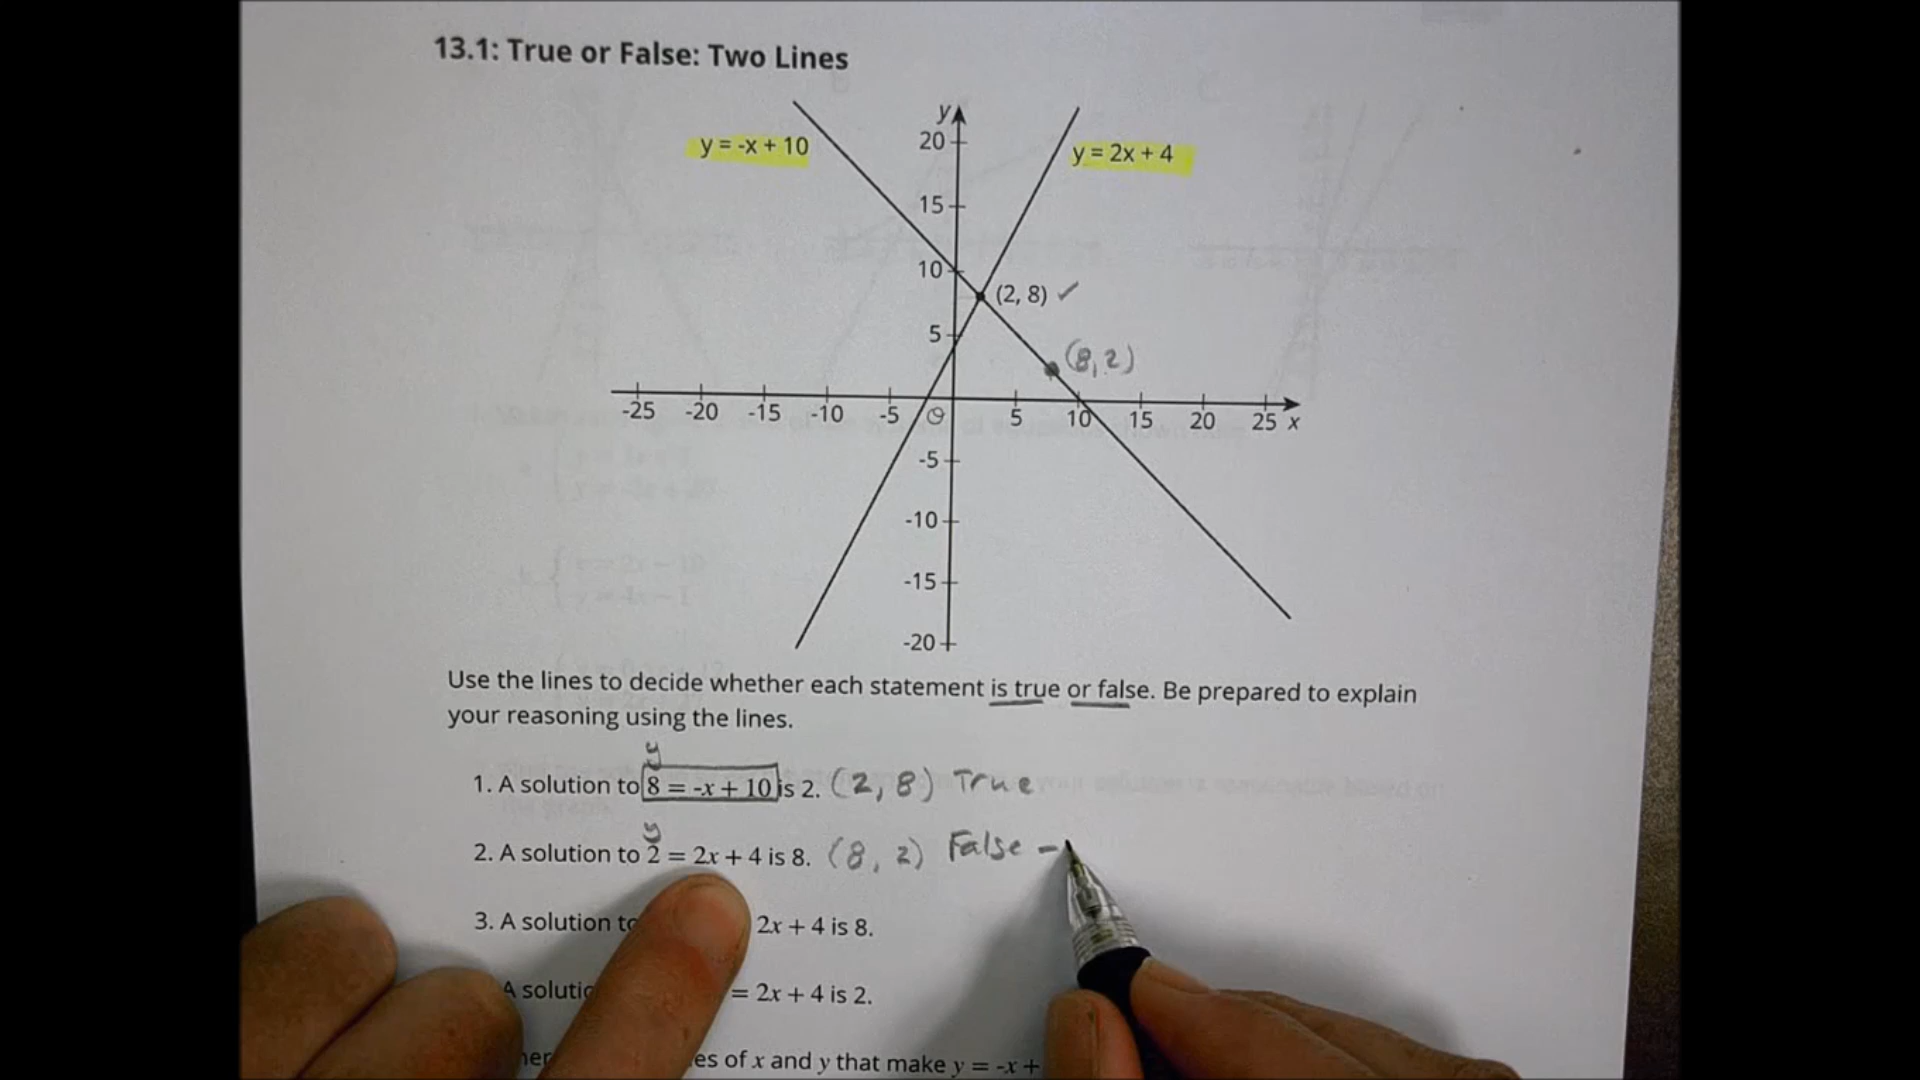 13.1: True or False: Two Lines
y
y = -x + 10
20
y = 2x + 4
15
10
(2, 8) ✓
5
(8, 2)
-25 -20 -15 -10 -5 O 5 10 15 20 25 x
-5
-10
-15
-20
Use the lines to decide whether each statement is true or false. Be prepared to explain
your reasoning using the lines.
y
1. A solution to 8 = -x + 10 is 2. (2, 8) True
y
2. A solution to 2 = 2x + 4 is 8. (8, 2) False -
3. A solution to 2x + 4 is 8.
A = 2x + 4 is 2.
of x and y that make y = -x +